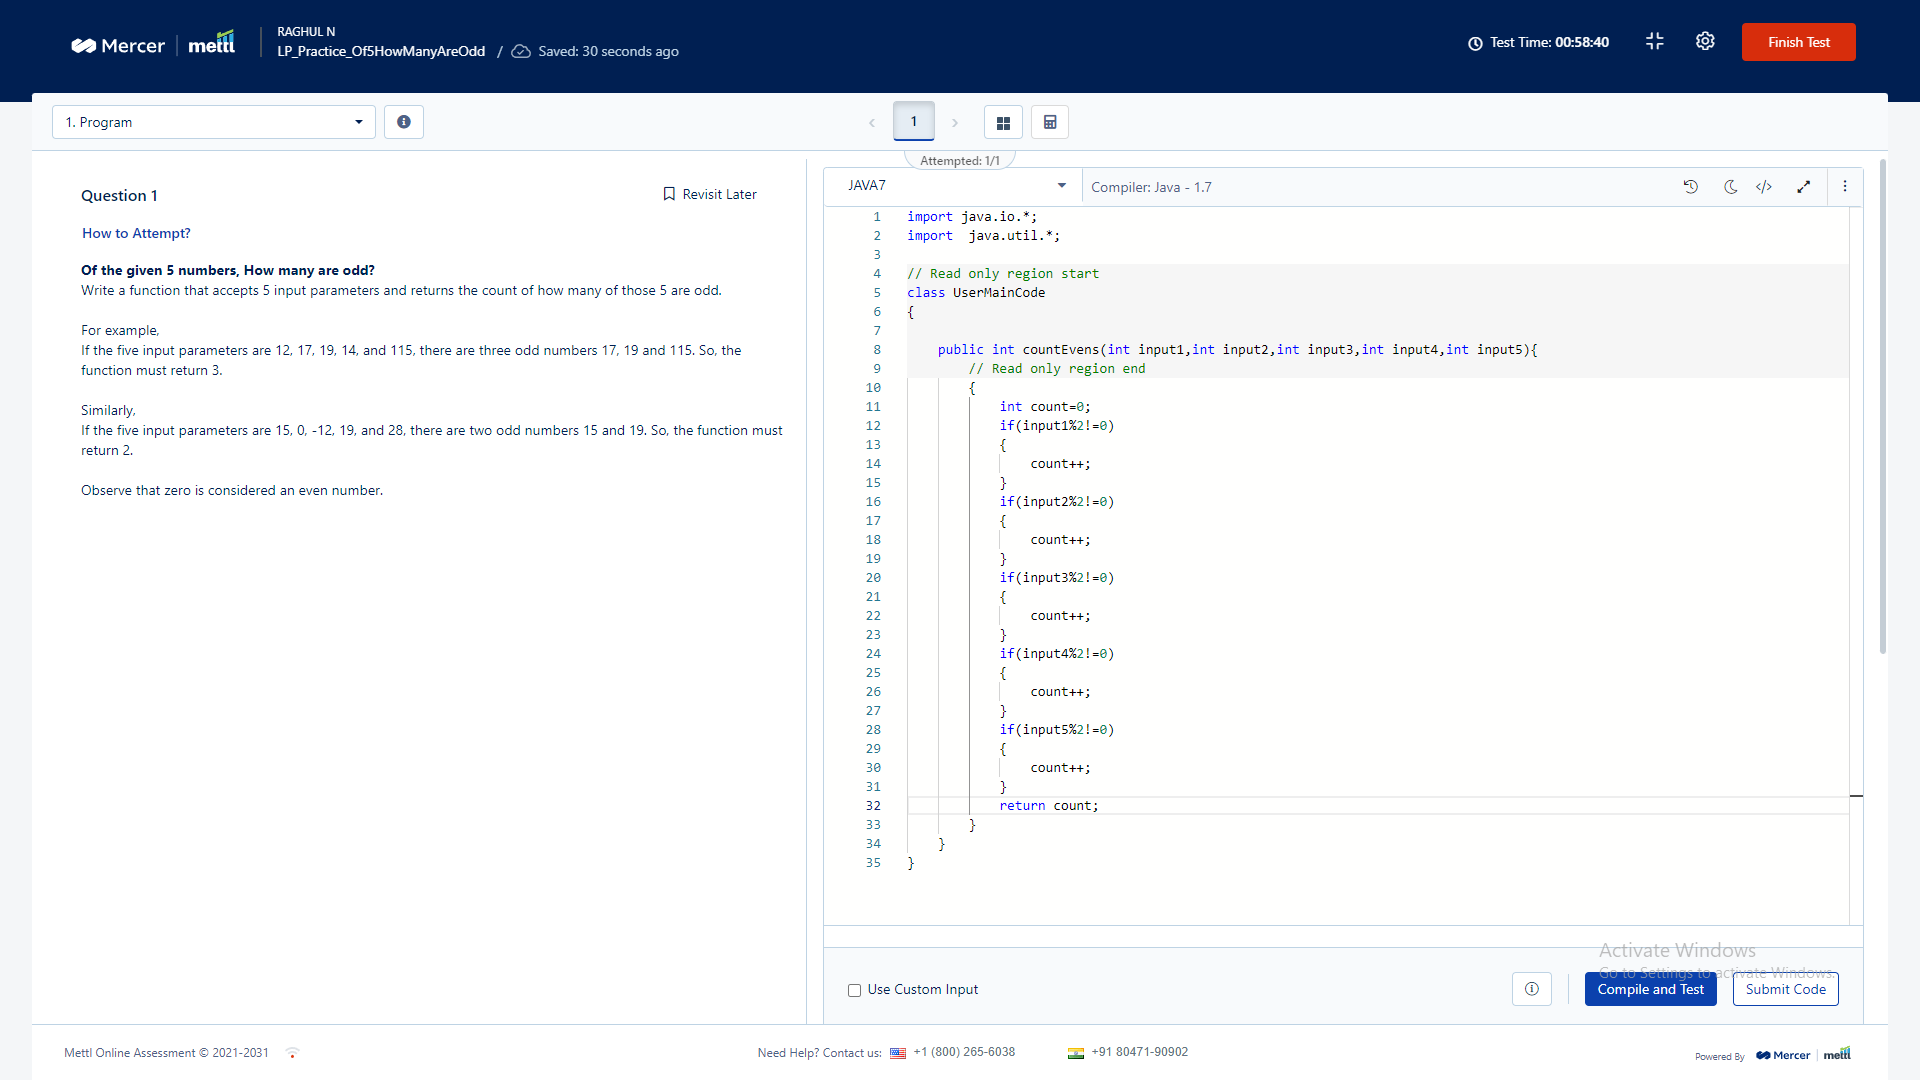 Mercer | mettl
RAGHUL N
LP_Practice_Of5HowManyAreOdd / Saved: 30 seconds ago
Test Time: 00:58:40
Finish Test
1. Program
1
Attempted: 1/1
Question 1
Revisit Later
How to Attempt?
Of the given 5 numbers, How many are odd?
Write a function that accepts 5 input parameters and returns the count of how many of those 5 are odd.
For example,
If the five input parameters are 12, 17, 19, 14, and 115, there are three odd numbers 17, 19 and 115. So, the
function must return 3.
Similarly,
If the five input parameters are 15, 0, -12, 19, and 28, there are two odd numbers 15 and 19. So, the function must
return 2.
Observe that zero is considered an even number.
JAVA7
Compiler: Java - 1.7
1 import java.io.*;
2 import  java.util.*;
3
4 // Read only region start
5 class UserMainCode
6 {
7
8     public int countEvens(int input1,int input2,int input3,int input4,int input5){
9         // Read only region end
10         {
11             int count=0;
12             if(input1%2!=0)
13             {
14                 count++;
15             }
16             if(input2%2!=0)
17             {
18                 count++;
19             }
20             if(input3%2!=0)
21             {
22                 count++;
23             }
24             if(input4%2!=0)
25             {
26                 count++;
27             }
28             if(input5%2!=0)
29             {
30                 count++;
31             }
32             return count;
33         }
34     }
35 }
Activate Windows
Go to Settings to activate Windows.
Use Custom Input
Compile and Test
Submit Code
Mettl Online Assessment © 2021-2031
Need Help? Contact us: +1 (800) 265-6038
+91 80471-90902
Powered By Mercer | mettl